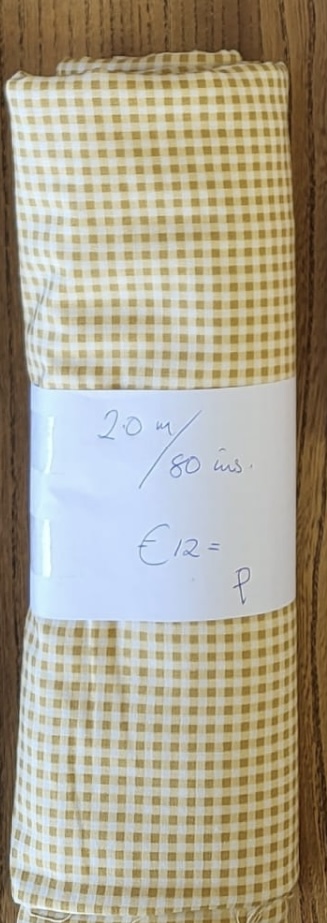 2.0 m/
80 ins.
€12=
P